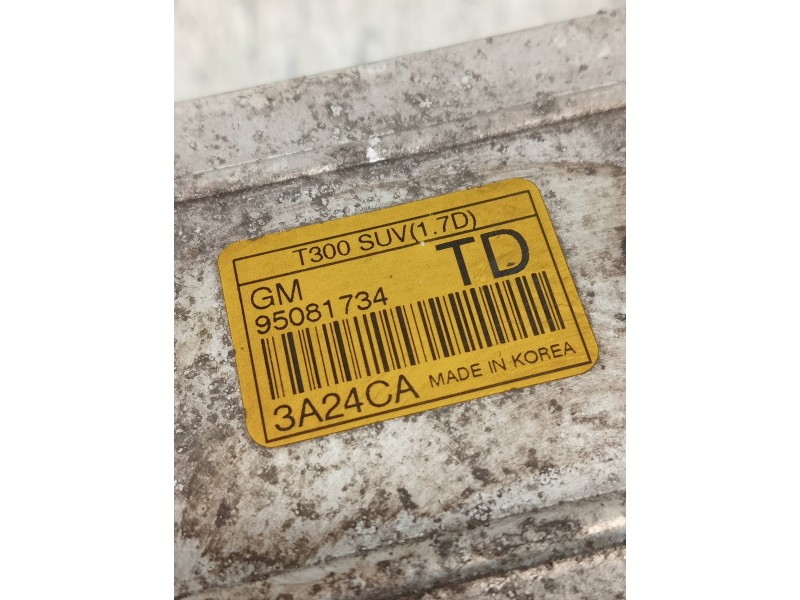 T300 SUV(1.7D)
GM
TD
95081734
3A24CA MADE IN KOREA